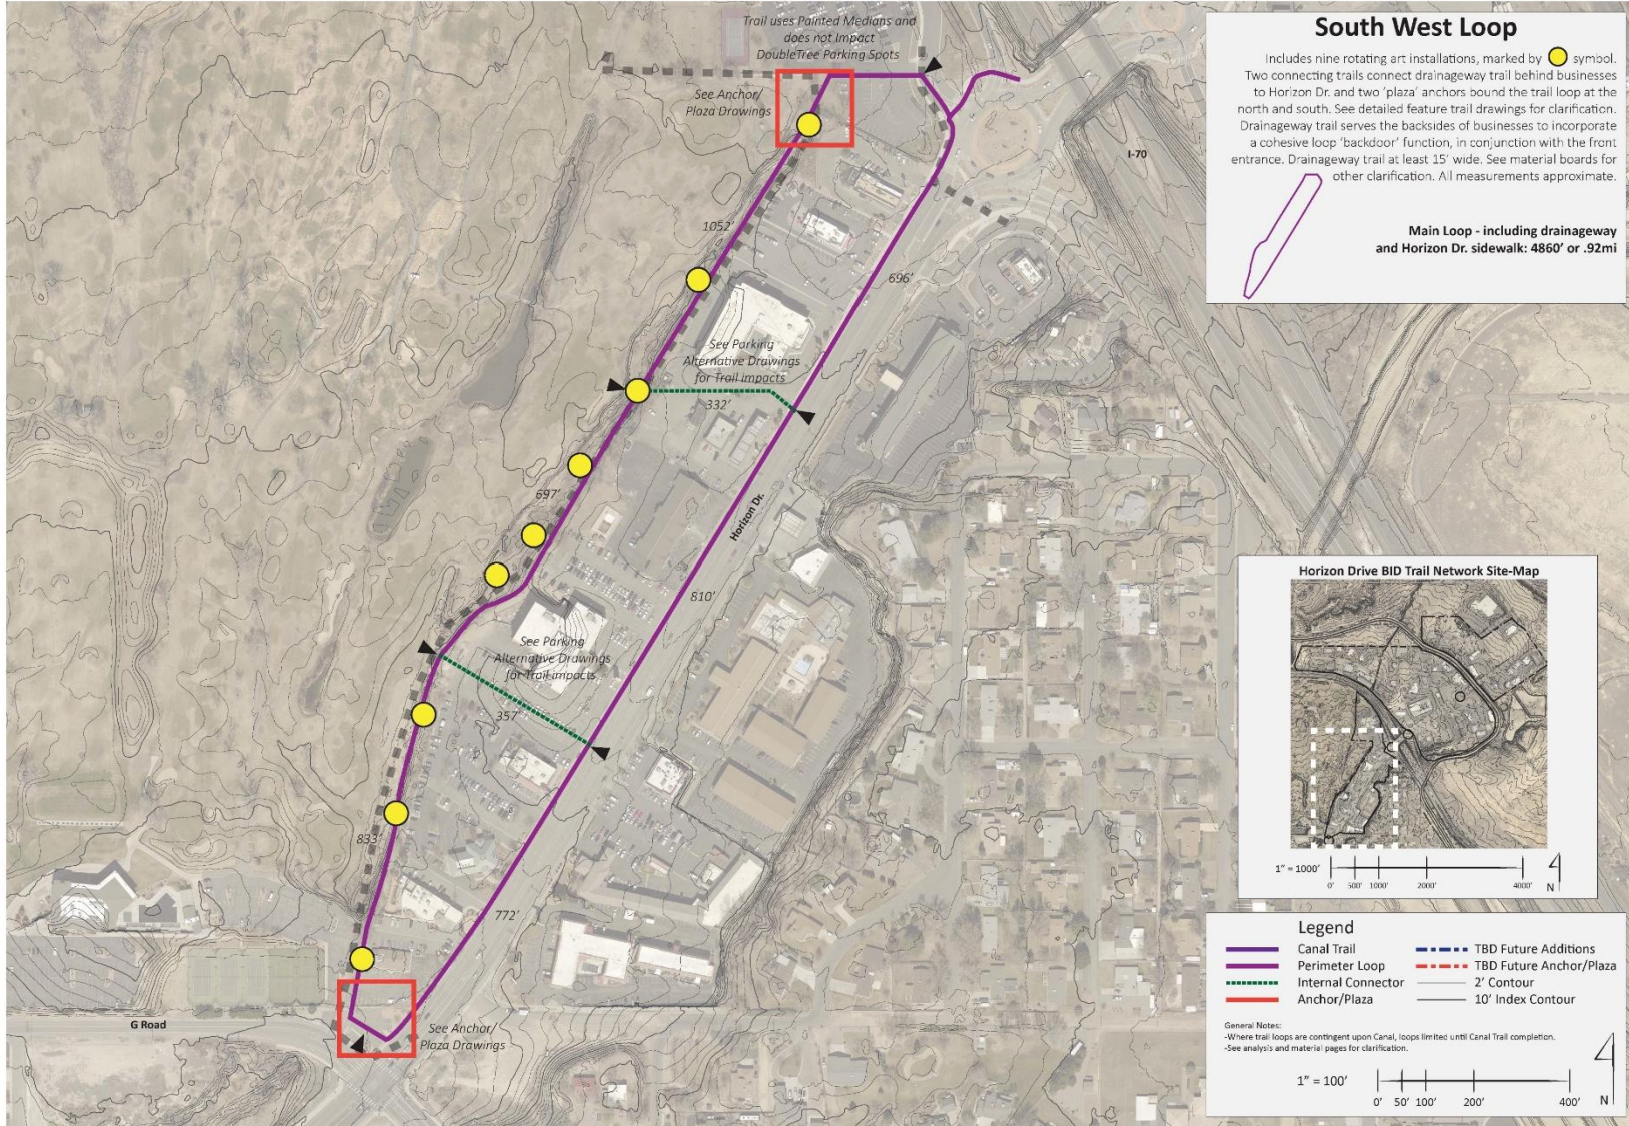 South West Loop
Includes nine rotating art installations, marked by symbol.
Two connecting trails connect drainageway trail behind businesses
to Horizon Dr. and two 'plaza' anchors bound the trail loop at the
north and south. See detailed feature trail drawings for clarification.
Drainageway trail serves the backsides of businesses to incorporate
a cohesive loop 'backdoor' function, in conjunction with the front
entrance. Drainageway trail at least 15' wide. See material boards for
other clarification. All measurements approximate.
Main Loop - including drainageway
and Horizon Dr. sidewalk: 4860' or .92mi
Trail uses Painted Medians and
does not Impact
DoubleTree Parking Spots
See Anchor/
Plaza Drawings
I-70
1052'
696'
See Parking
Alternative Drawings
for Trail impacts
332'
697'
Horizon Dr.
810'
See Parking
Alternative Drawings
for Trail impacts
357'
833'
772'
G Road
See Anchor/
Plaza Drawings
Horizon Drive BID Trail Network Site-Map
1" = 1000'
0' 500' 1000' 2000' 4000'
N
Legend
Canal Trail
Perimeter Loop
Internal Connector
Anchor/Plaza
TBD Future Additions
TBD Future Anchor/Plaza
2' Contour
10' Index Contour
General Notes:
-Where trail loops are contingent upon Canal, loops limited until Canal Trail completion.
-See analysis and material pages for clarification.
1" = 100'
0' 50' 100' 200' 400'
N